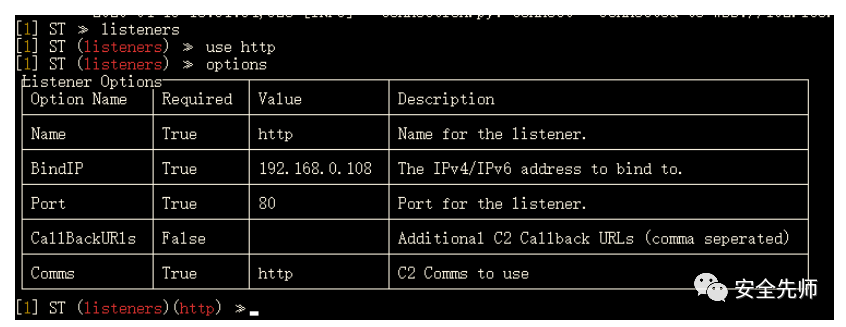 [1] ST ≫ listeners
[1] ST (listeners) ≫ use http
[1] ST (listeners) ≫ options
Listener Options
Option Name Required Value Description
Name True http Name for the listener.
BindIP True 192.168.0.108 The IPv4/IPv6 address to bind to.
Port True 80 Port for the listener.
CallBackURls False Additional C2 Callback URLs (comma seperated)
Comms True http C2 Comms to use
[1] ST (listeners)(http) ≫
安全先师